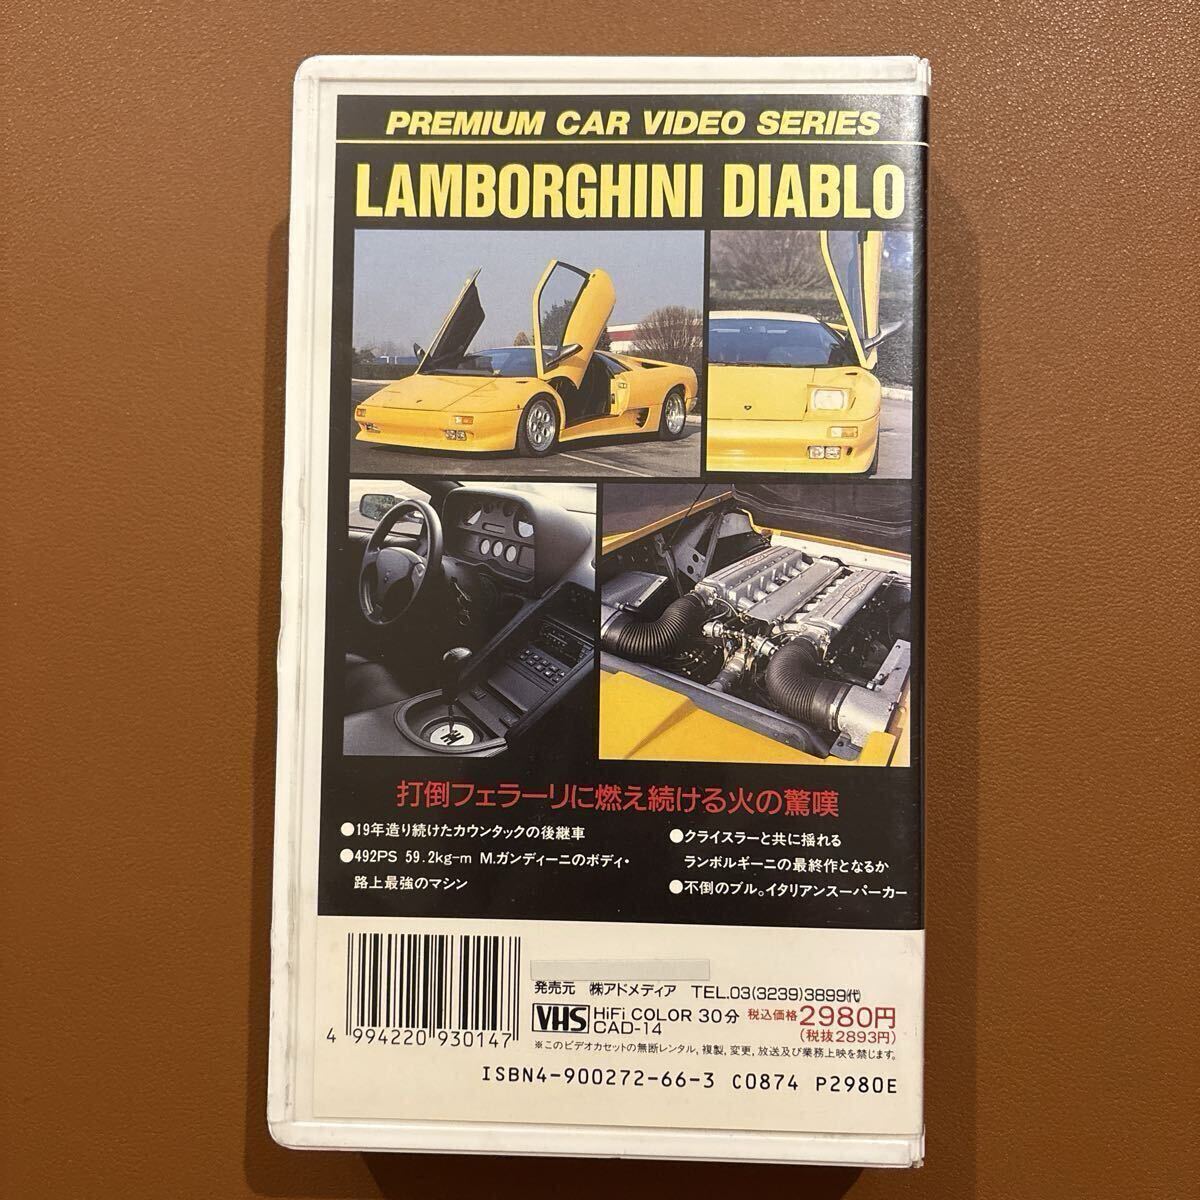 PREMIUM CAR VIDEO SERIES
LAMBORGHINI DIABLO
打倒フェラーリに燃え続ける火の驚嘆
●19年造り続けたカウンタックの後継車
●492PS 59.2kg-m M.ガンディーニのボディ・
路上最強のマシン
●クライスラーと共に揺れる
ランボルギーニの最終作となるか
●不倒のブル。イタリアンスーパーカー
4 994220 930147
発売元 ㈱アドメディア TEL.03(3239)3899㈹
VHS HiFi COLOR 30分 税込価格2980円
CAD-14 (税抜2893円)
※このビデオカセットの無断レンタル,複製,変更,放送及び業務上映を禁じます。
ISBN4-900272-66-3 C0874 P2980E